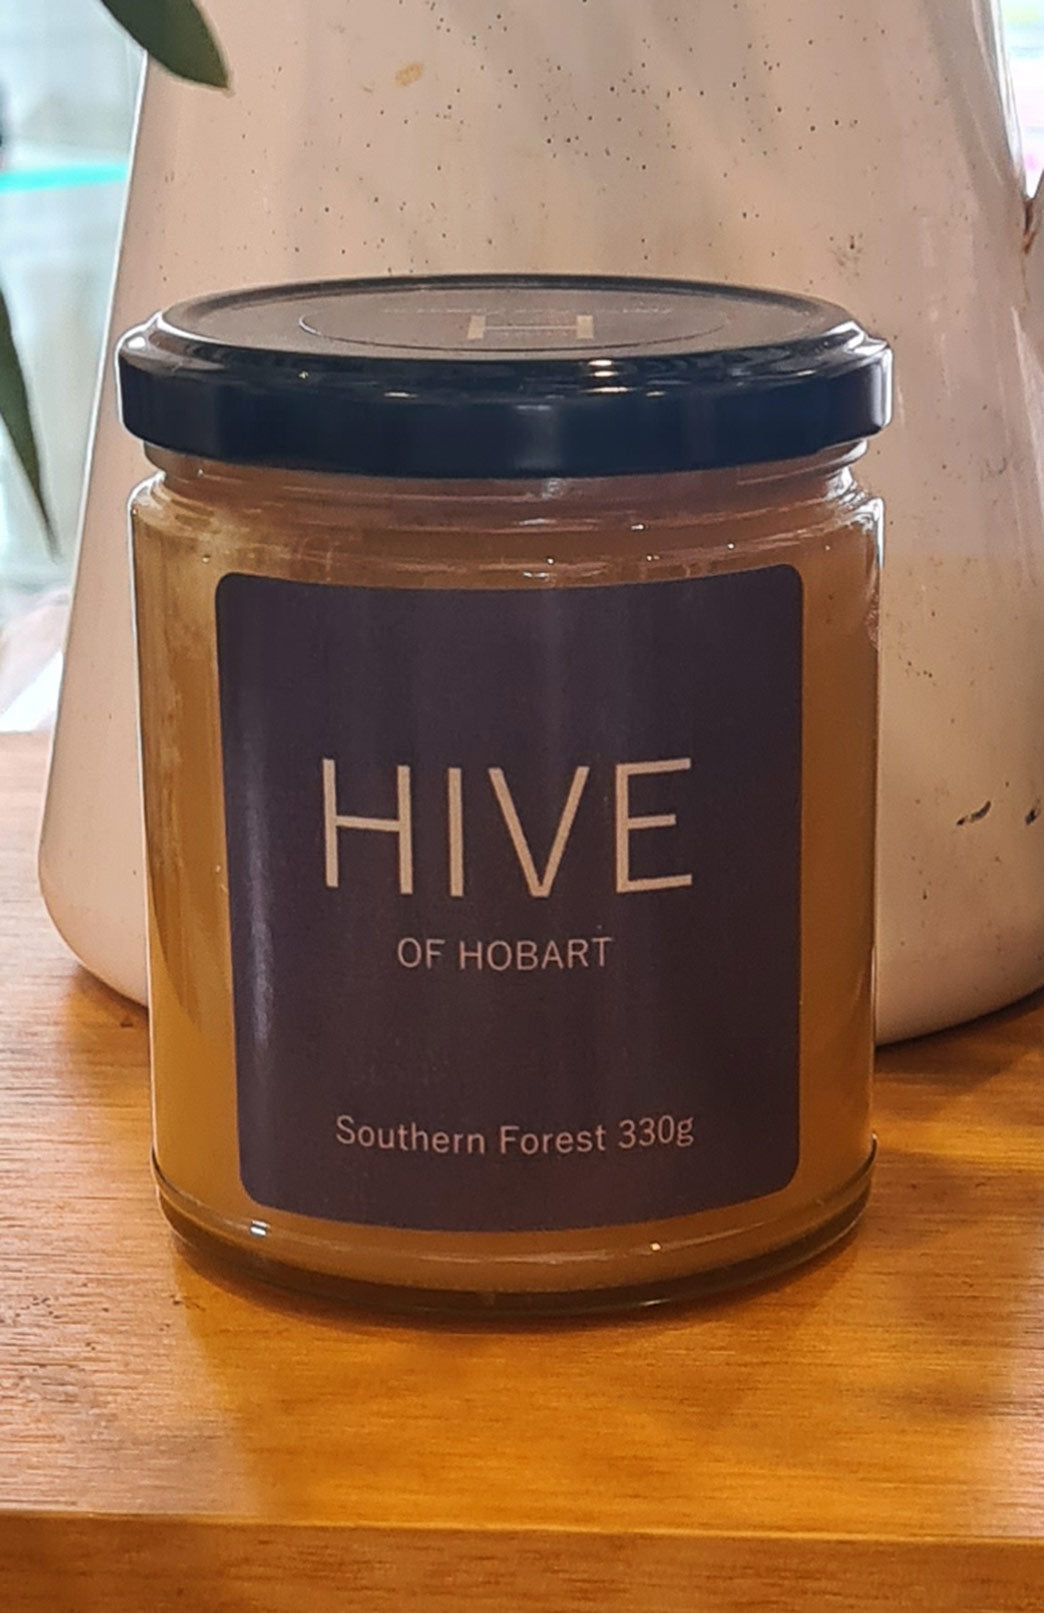 H
HIVE
OF HOBART
Southern Forest 330g